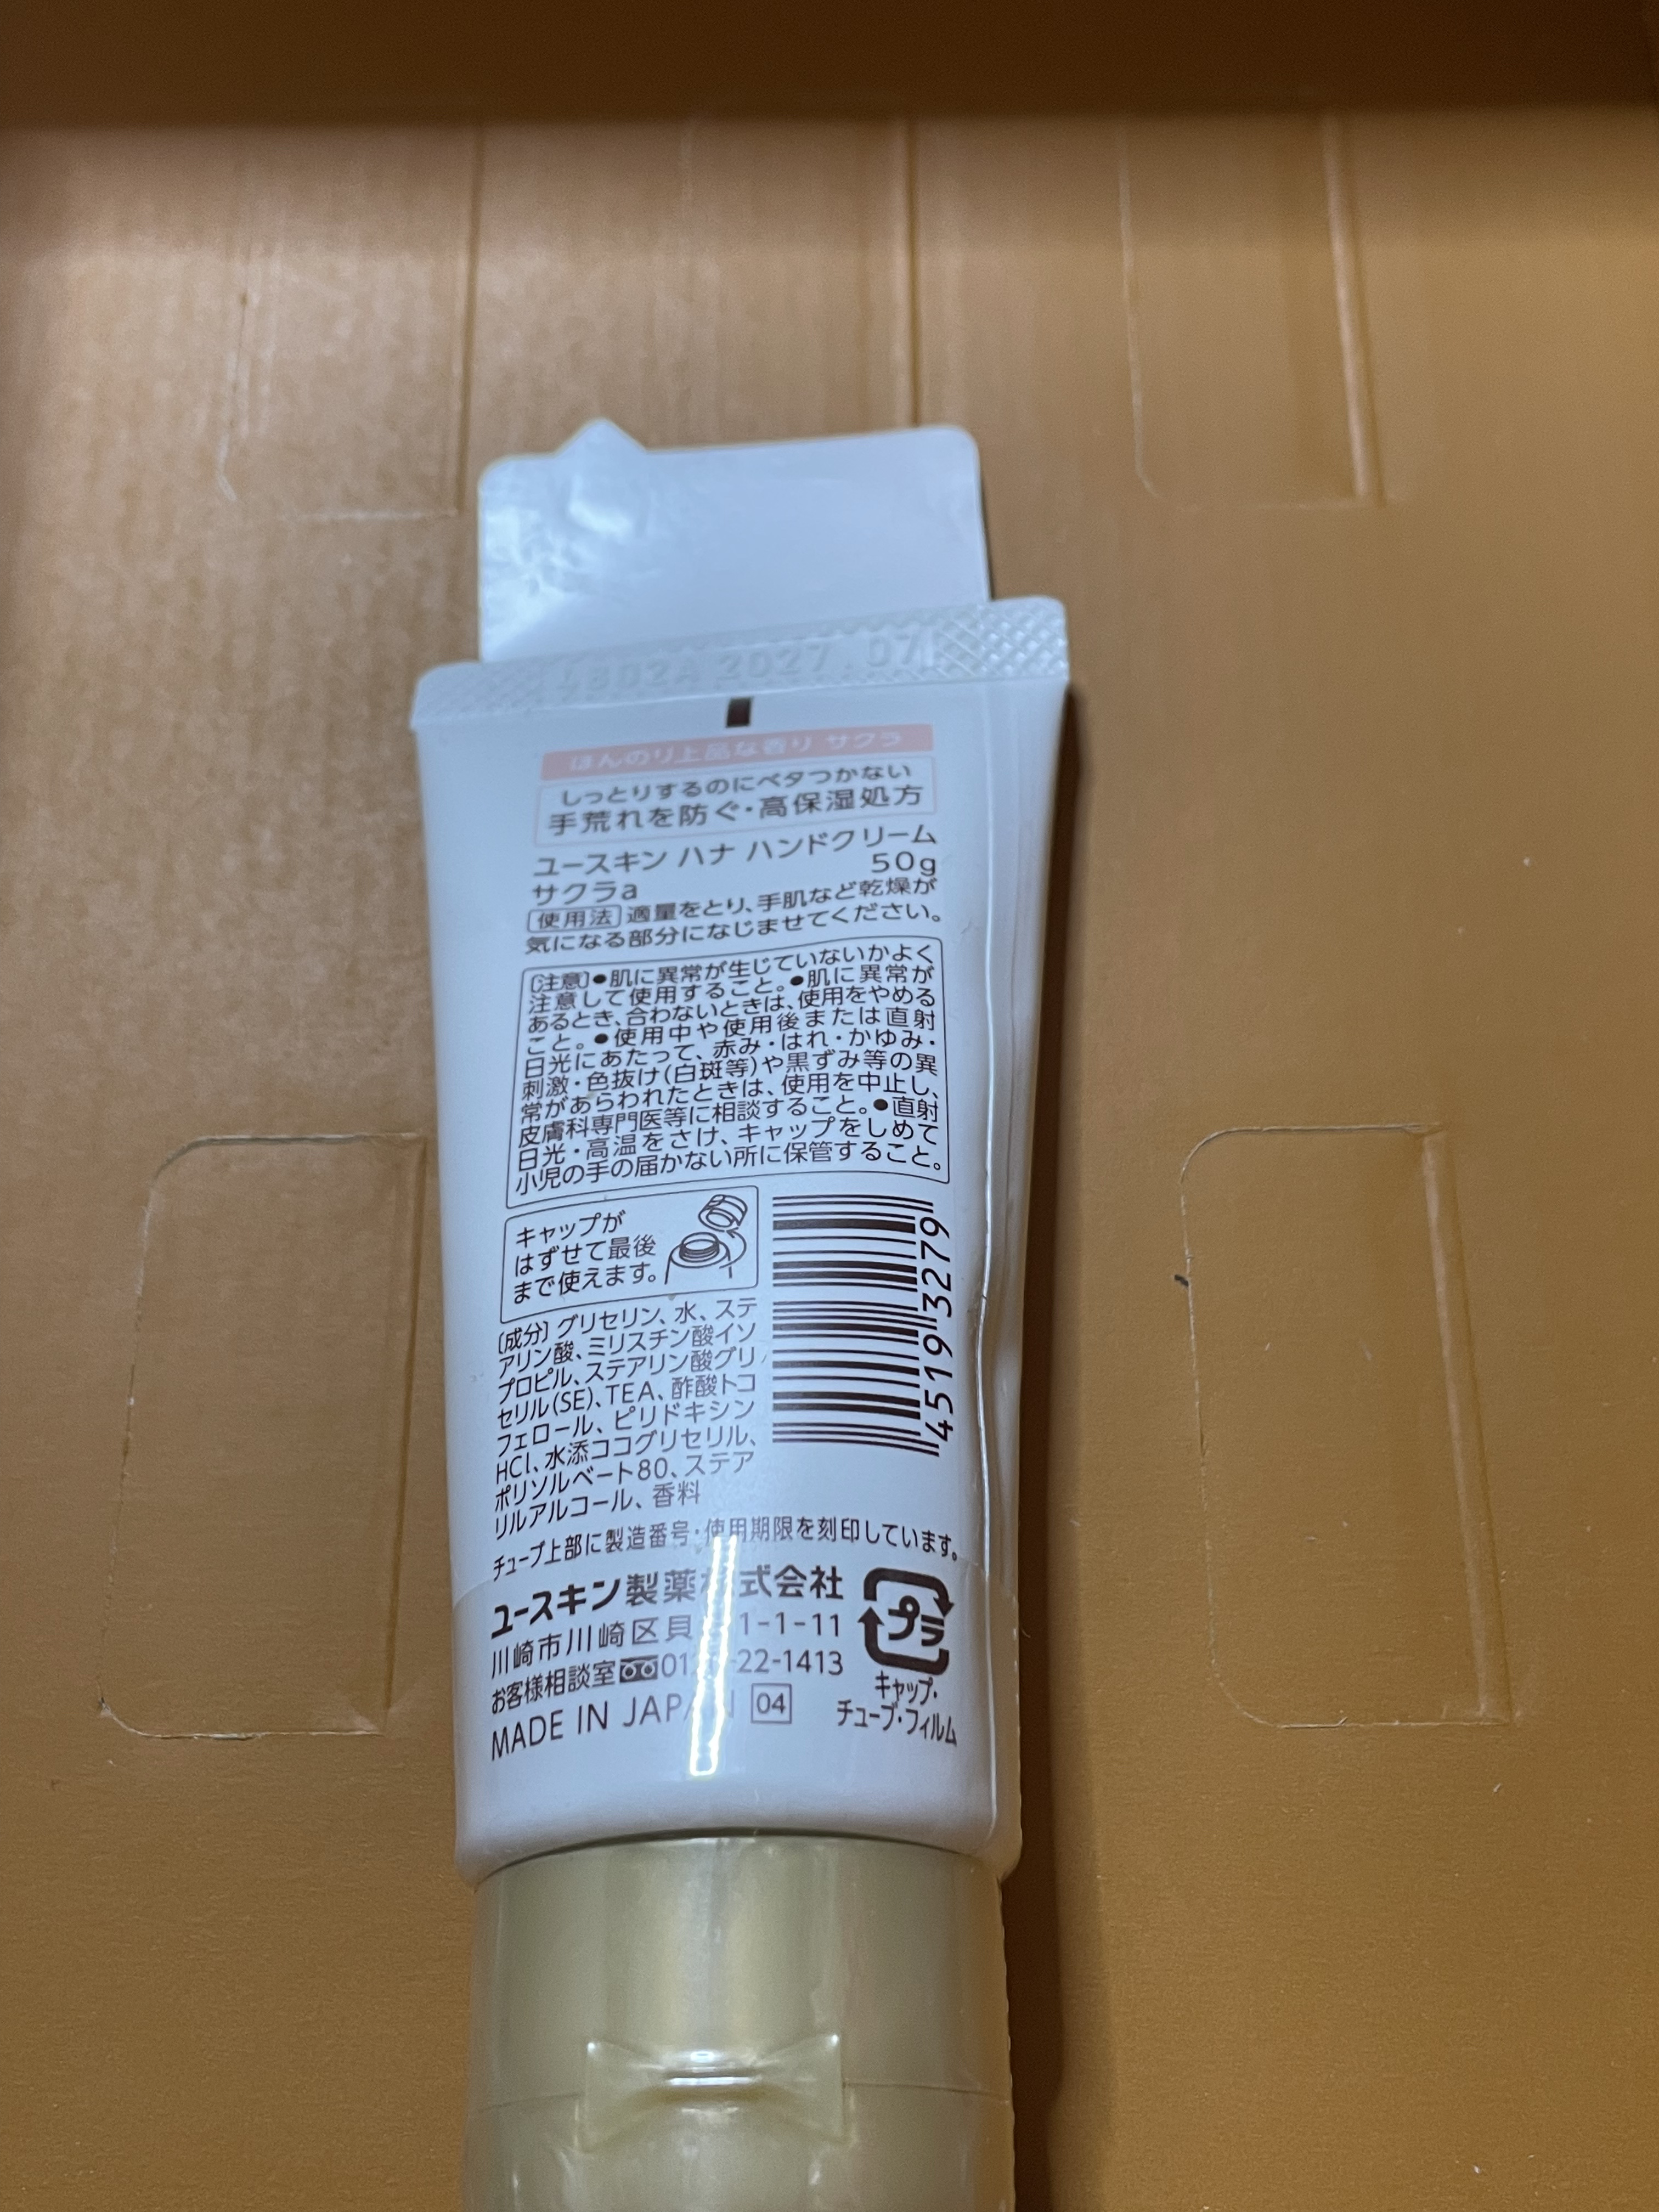 4802A 2027.07
ほんのり上品な香り サクラ
しっとりするのにベタつかない
手荒れを防ぐ・高保湿処方
ユースキン ハナ ハンドクリーム
サクラa 50g
使用法 適量をとり、手肌など乾燥が
気になる部分になじませてください。
〔注意〕●肌に異常が生じていないかよく
注意して使用すること。●肌に異常が
あるとき、合わないときは、使用をやめる
こと。●使用中や使用後または直射
日光にあたって、赤み・はれ・かゆみ・
刺激・色抜け(白斑等)や黒ずみ等の異
常があらわれたときは、使用を中止し、
皮膚科専門医等に相談すること。●直射
日光・高温をさけ、キャップをしめて
小児の手の届かない所に保管すること。
キャップが
はずせて最後
まで使えます。
4519 3279
〔成分〕グリセリン、水、ステ
アリン酸、ミリスチン酸イソ
プロピル、ステアリン酸グリ
セリル(SE)、TEA、酢酸トコ
フェロール、ピリドキシン
HCl、水添ココグリセリル、
ポリソルベート80、ステア
リルアルコール、香料
チューブ上部に製造番号・使用期限を刻印しています。
ユースキン製薬株式会社
川崎市川崎区貝 1-1-11
お客様相談室 -22-1413
MADE IN JAPAN 04
プラ
キャップ・
チューブ・フィルム